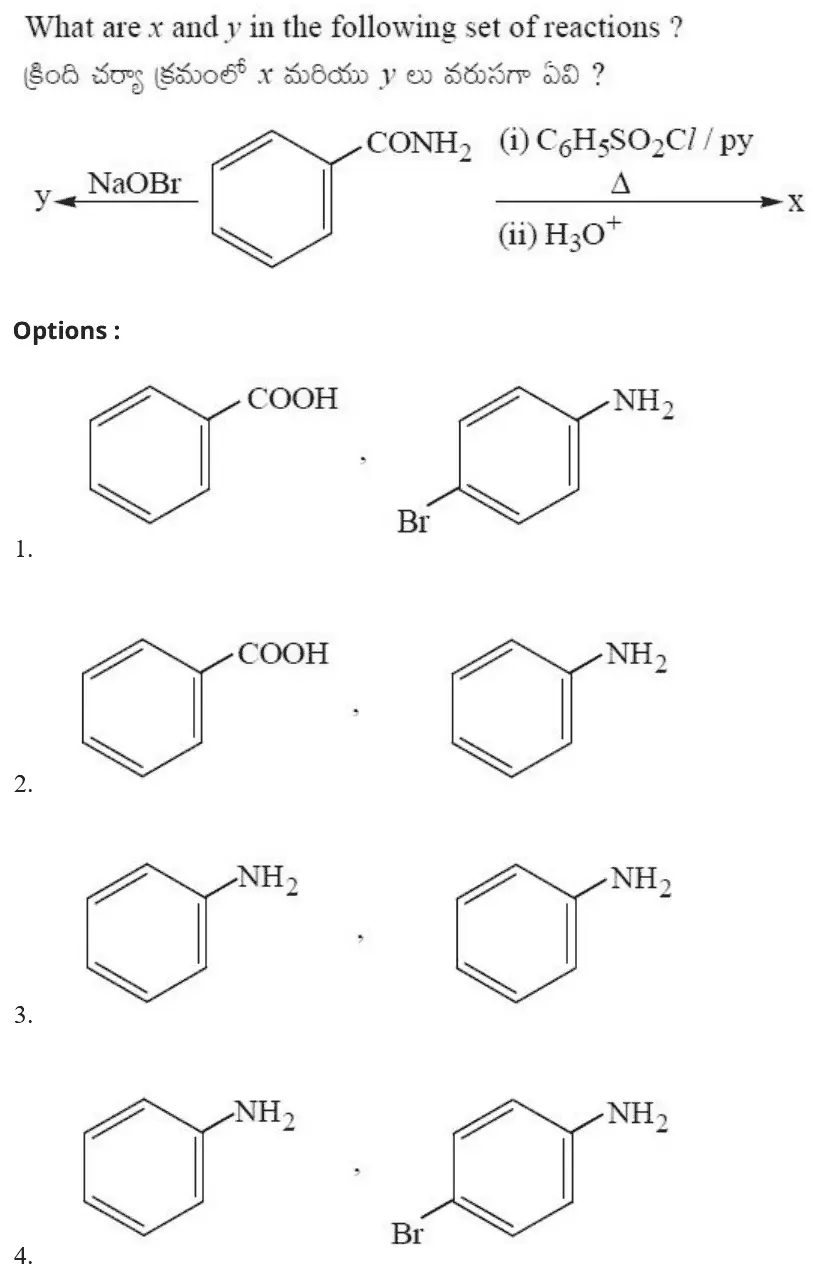 What are x and y in the following set of reactions ?
క్రింది చర్యా క్రమంలో x మరియు y లు వరుసగా ఏవి ?
CONH₂ (i) C₆H₅SO₂Cl / py
y NaOBr Δ x
(ii) H₃O⁺
Options :
COOH NH₂
,
Br
1.
COOH NH₂
,
2.
NH₂ NH₂
,
3.
NH₂ NH₂
,
Br
4.